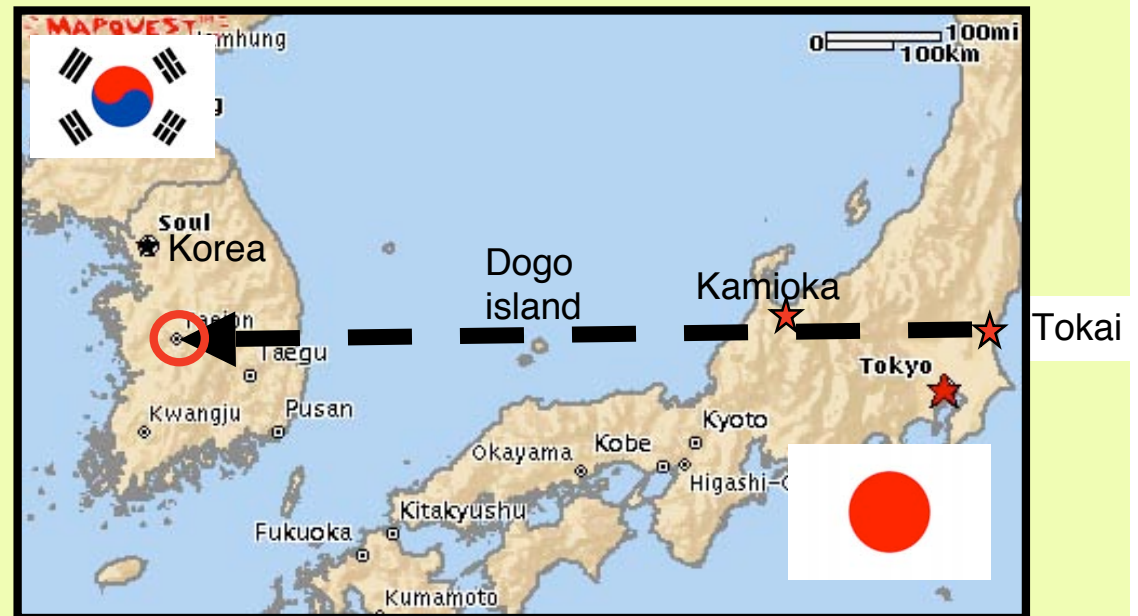 MAPQUEST
mhung
g
0 100mi
100km
Soul
Korea
Dogo
island
Kamioka
Tokai
Taegu
Tokyo
Kwangju
Pusan
Kyoto
Okayama
Kobe
Higashi-
Kitakyushu
Fukuoka
Kumamoto